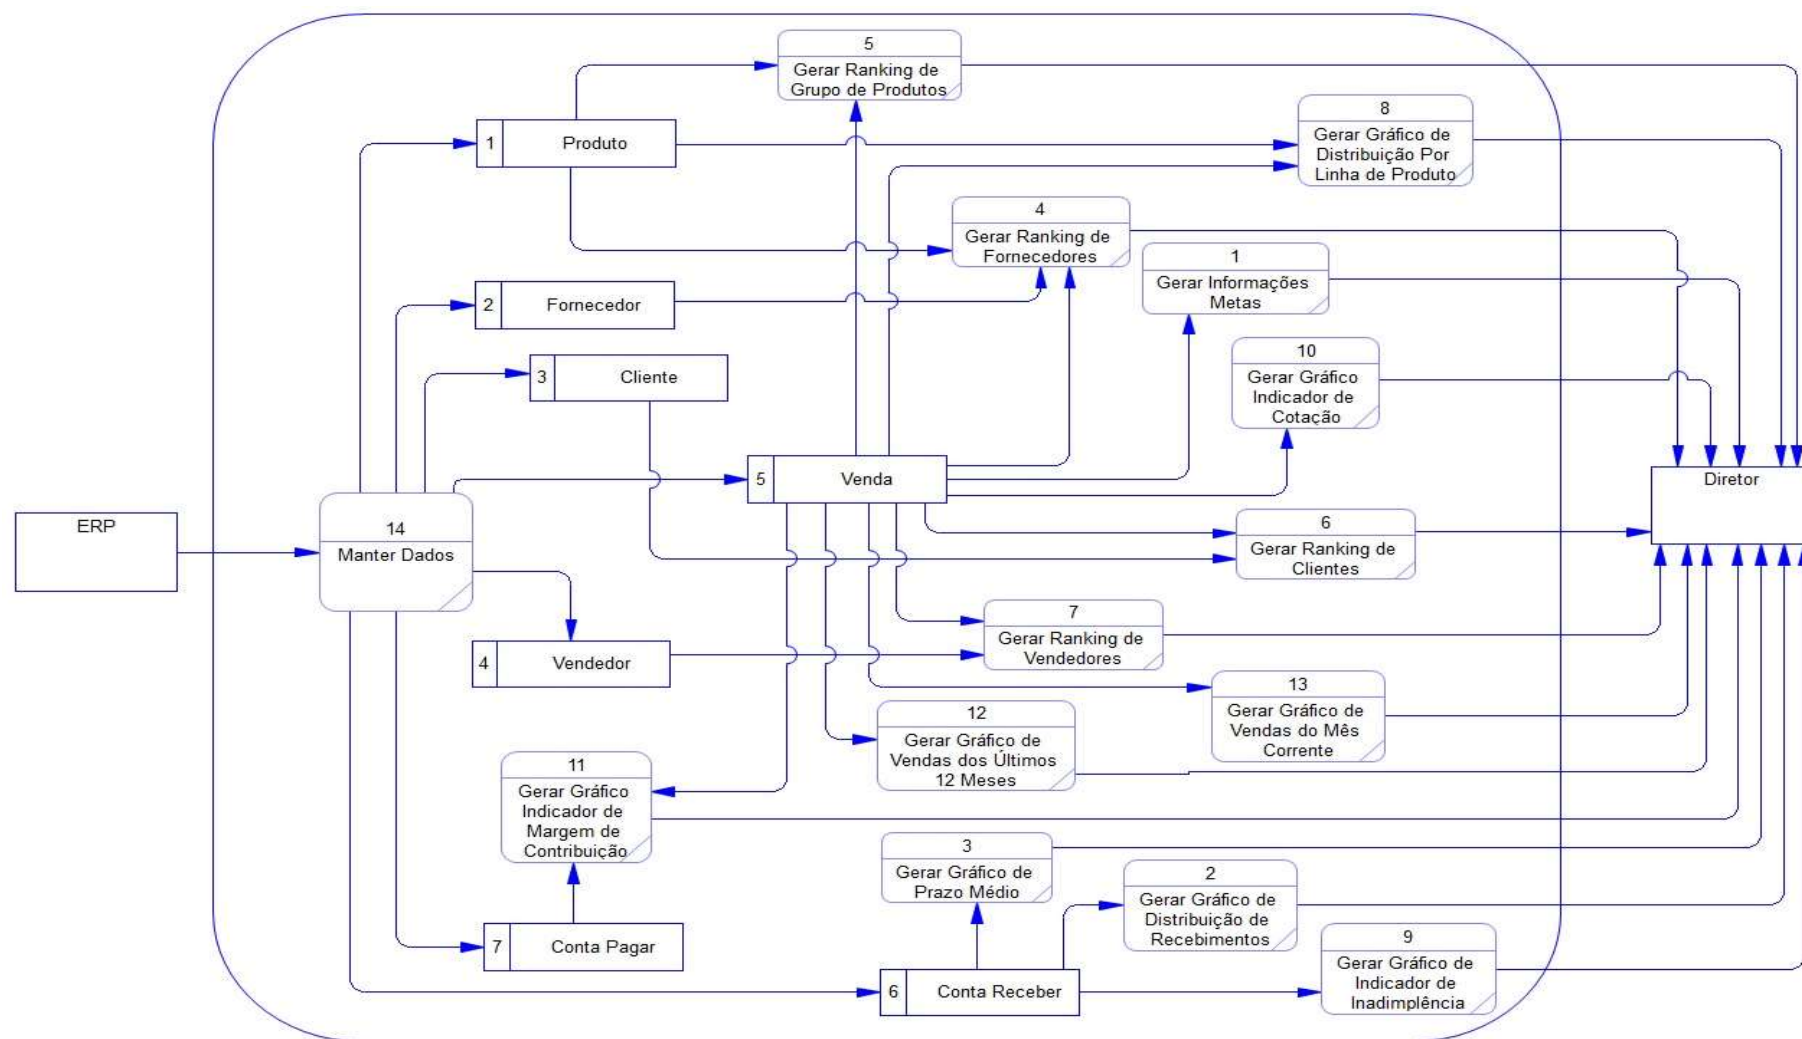 5
Gerar Ranking de
Grupo de Produtos
8
Gerar Gráfico de
Distribuição Por
Linha de Produto
1
Produto
4
Gerar Ranking de
Fornecedores
1
Gerar Informações
Metas
2
Fornecedor
10
Gerar Gráfico
Indicador de
Cotação
3
Cliente
5
Venda
Diretor
ERP
14
Manter Dados
6
Gerar Ranking de
Clientes
7
Gerar Ranking de
Vendedores
4
Vendedor
13
Gerar Gráfico de
Vendas do Mês
Corrente
12
Gerar Gráfico de
Vendas dos Últimos
12 Meses
11
Gerar Gráfico
Indicador de
Margem de
Contribuição
3
Gerar Gráfico de
Prazo Médio
2
Gerar Gráfico de
Distribuição de
Recebimentos
7
Conta Pagar
9
Gerar Gráfico de
Indicador de
Inadimplência
6
Conta Receber